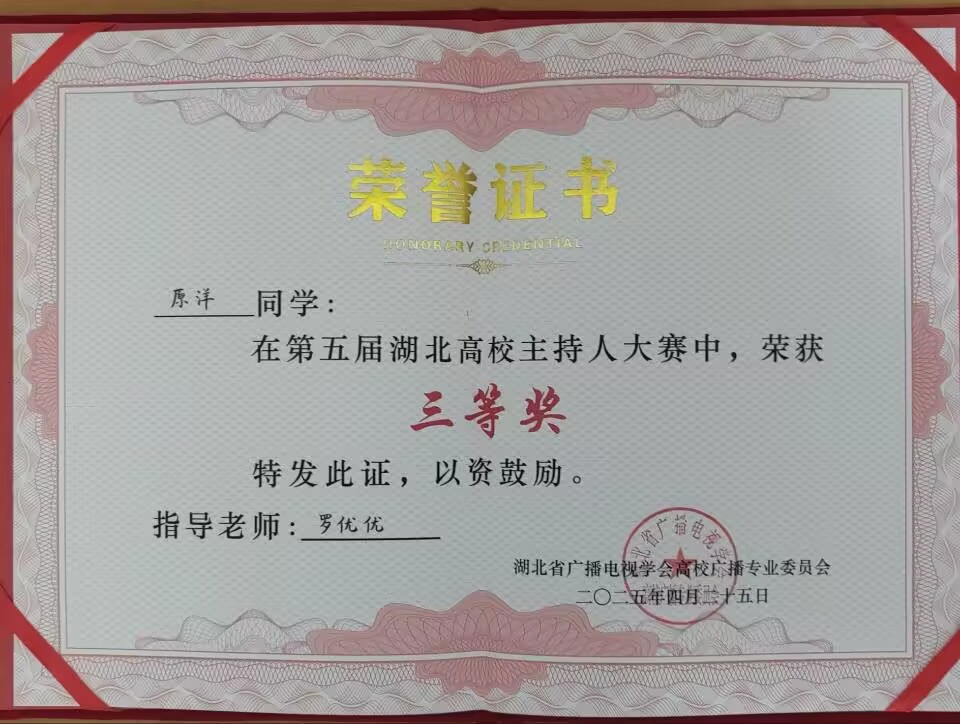 荣誉证书
HONORARY CREDENTIAL
原洋同学:
在第五届湖北高校主持人大赛中，荣获
三等奖
特发此证，以资鼓励。
指导老师:罗优优
湖北省广播电视学会高校广播专业委员会
二〇二五年四月二十五日